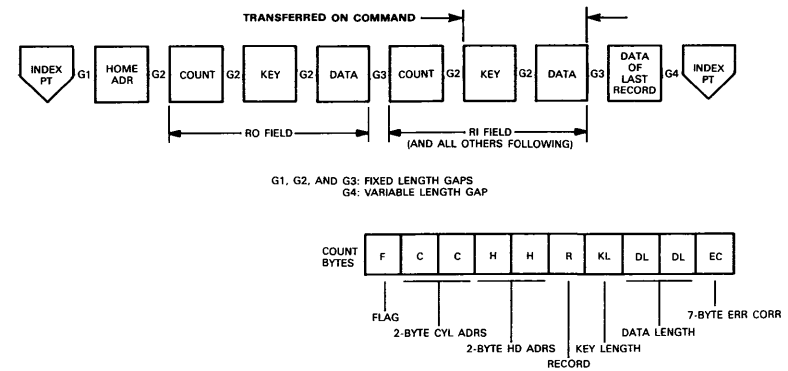 TRANSFERRED ON COMMAND
INDEX PT
G1
HOME ADR
G2
COUNT
G2
KEY
G2
DATA
G3
COUNT
G2
KEY
G2
DATA
G3
DATA OF LAST RECORD
G4
INDEX PT
RO FIELD
RI FIELD
(AND ALL OTHERS FOLLOWING)
G1, G2, AND G3: FIXED LENGTH GAPS
G4: VARIABLE LENGTH GAP
COUNT BYTES
F C C H H R KL DL DL EC
FLAG
2-BYTE CYL ADRS
2-BYTE HD ADRS
RECORD
KEY LENGTH
DATA LENGTH
7-BYTE ERR CORR